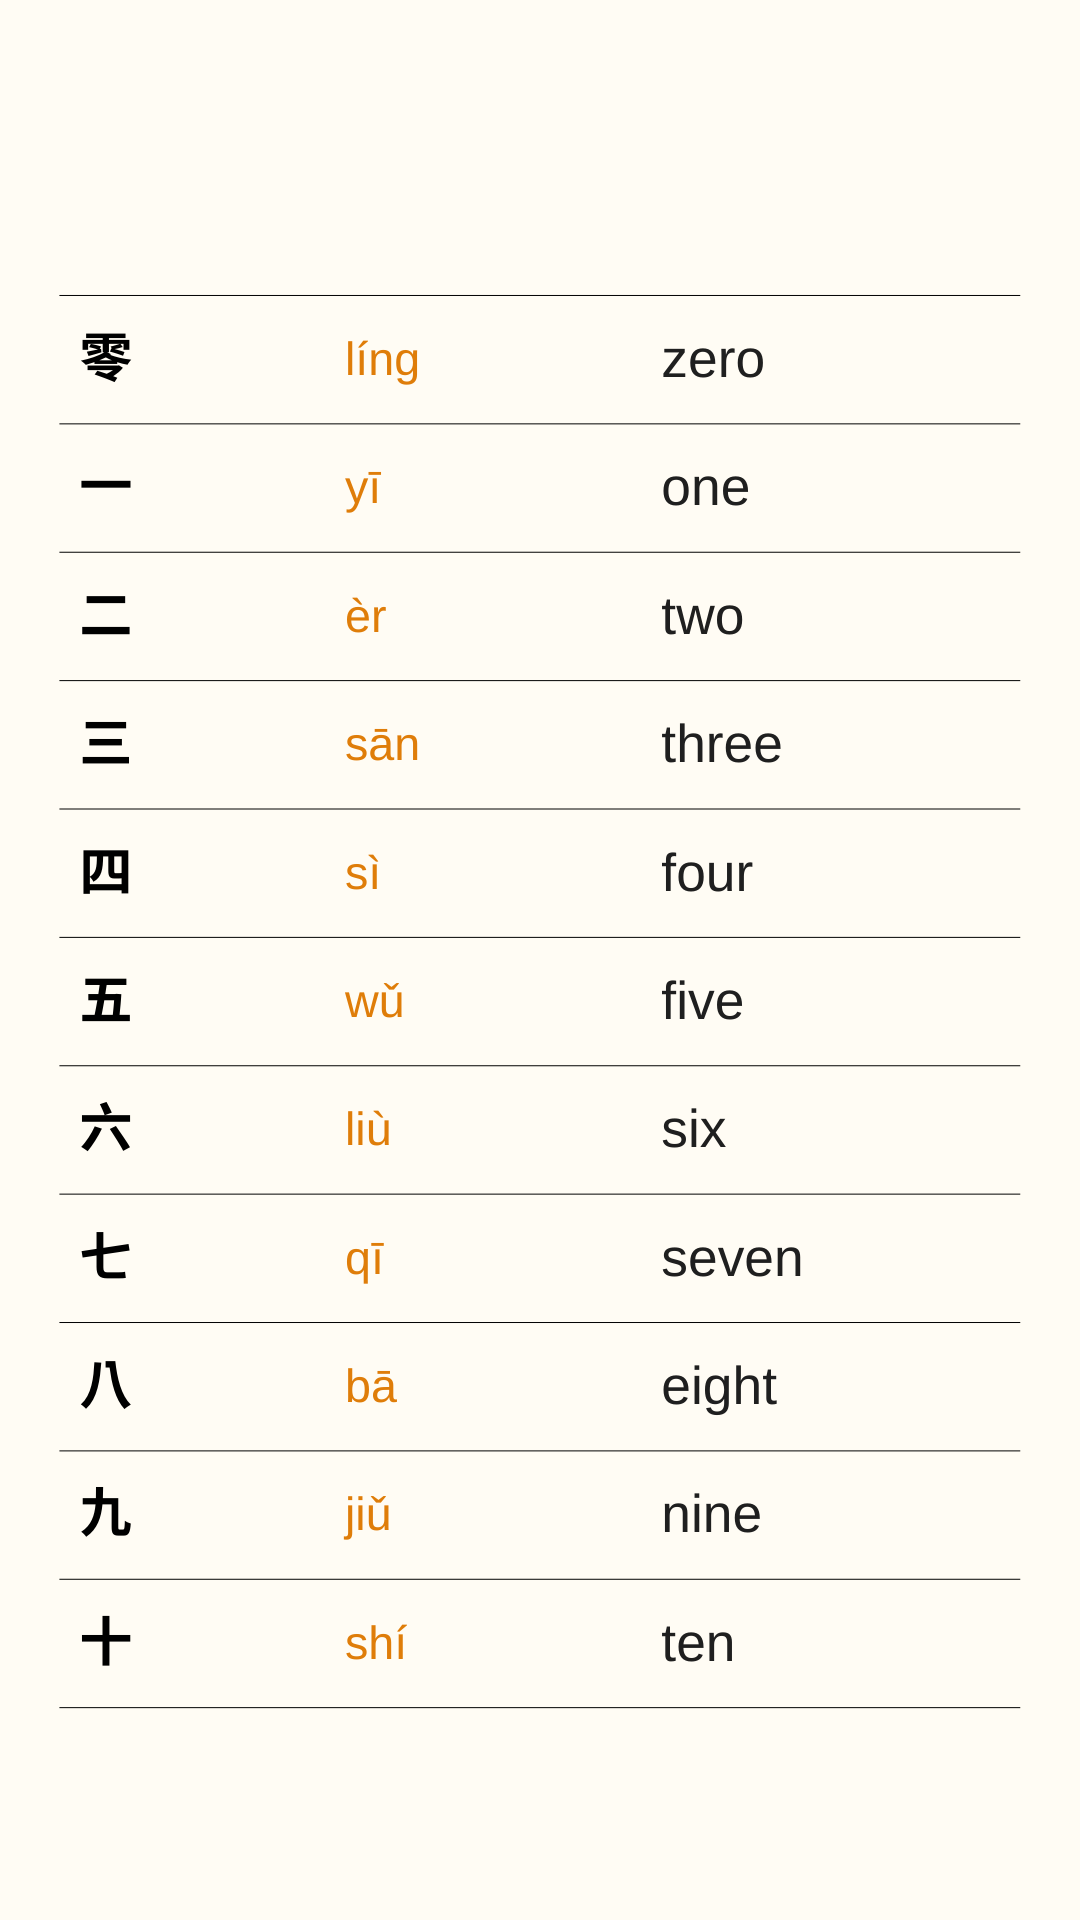 零 líng zero
一 yī one
二 èr two
三 sān three
四 sì four
五 wǔ five
六 liù six
七 qī seven
八 bā eight
九 jiǔ nine
十 shí ten